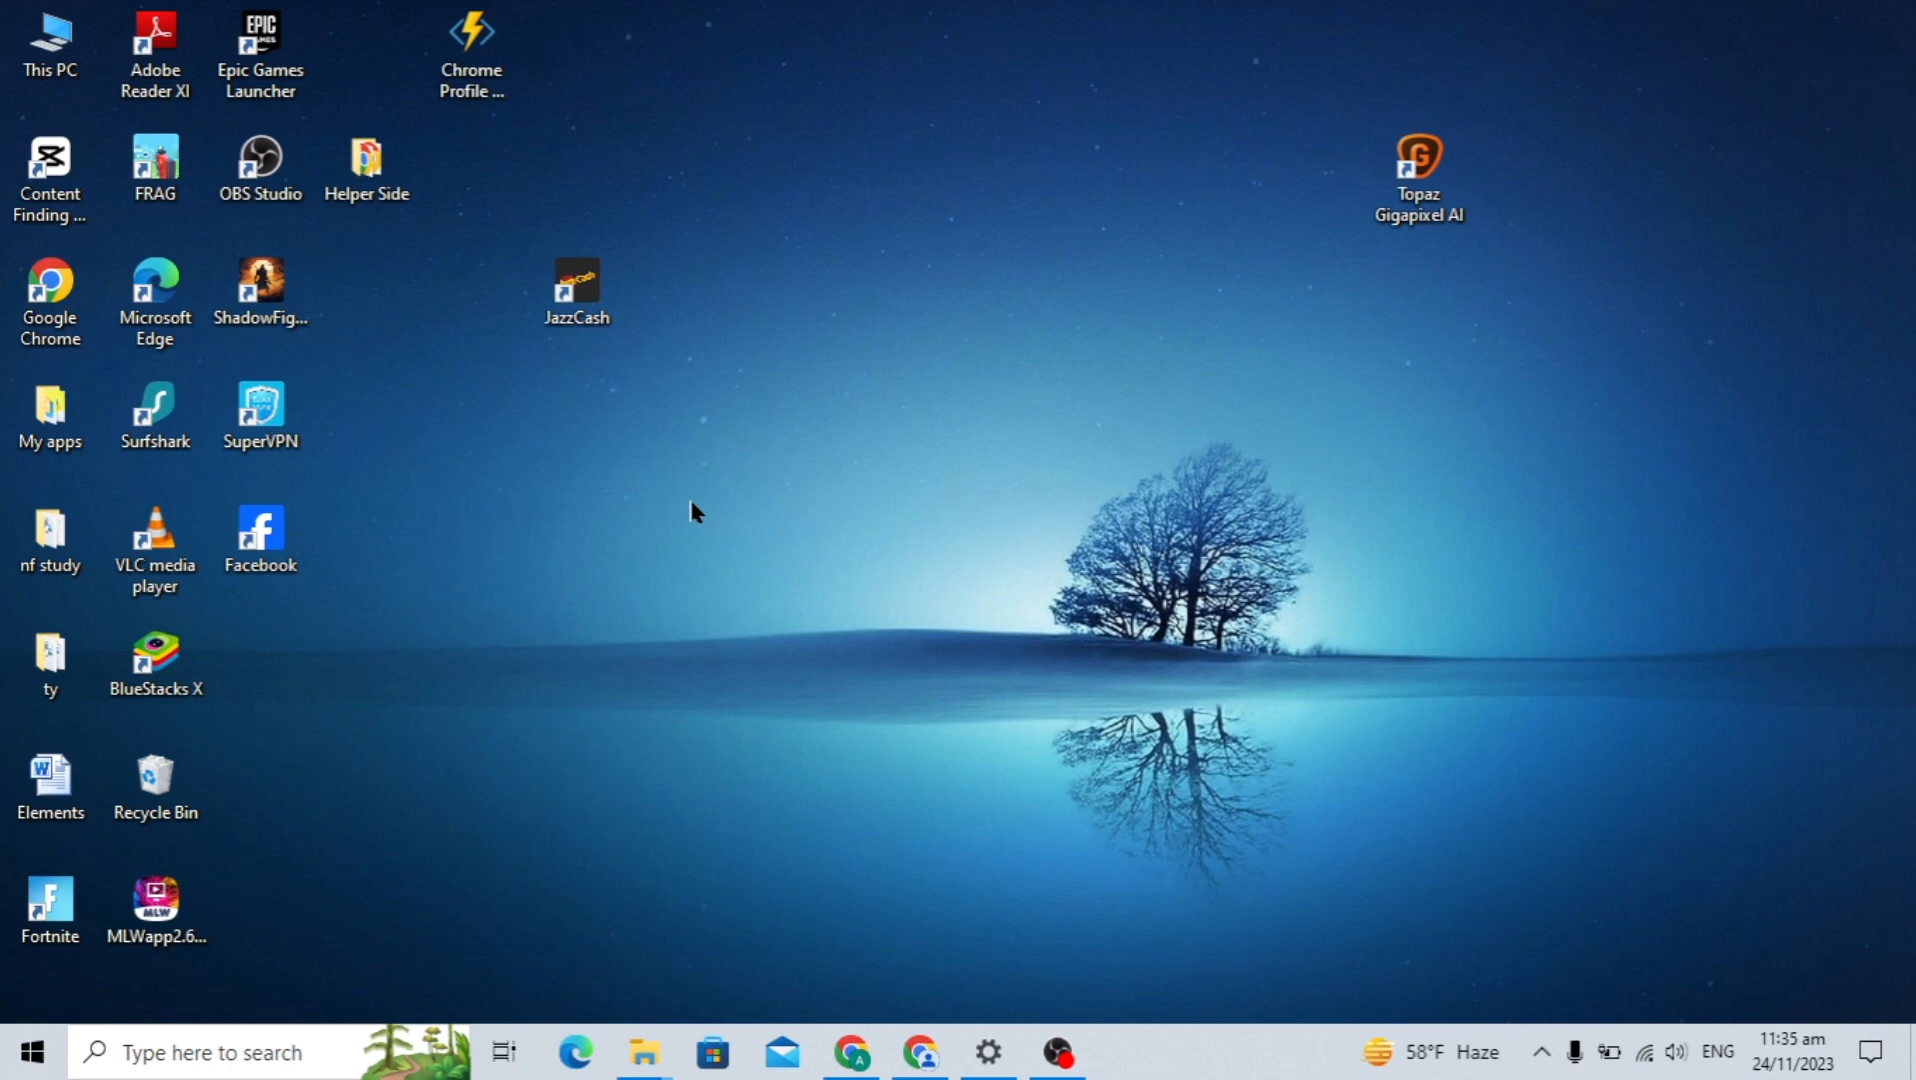 This PC
Adobe
Reader XI
EPIC
GAMES
Epic Games
Launcher
Chrome
Profile ...
Content
Finding ...
FRAG
OBS Studio
Helper Side
G
Topaz
Gigapixel AI
Google
Chrome
Microsoft
Edge
ShadowFig...
JazzCash
My apps
Surfshark
SuperVPN
nf study
VLC media
player
Facebook
ty
BlueStacks X
W
Elements
Recycle Bin
F
Fortnite
MLW
MLWapp2.6...
Type here to search
A
58°F Haze
ENG
11:35 am
24/11/2023